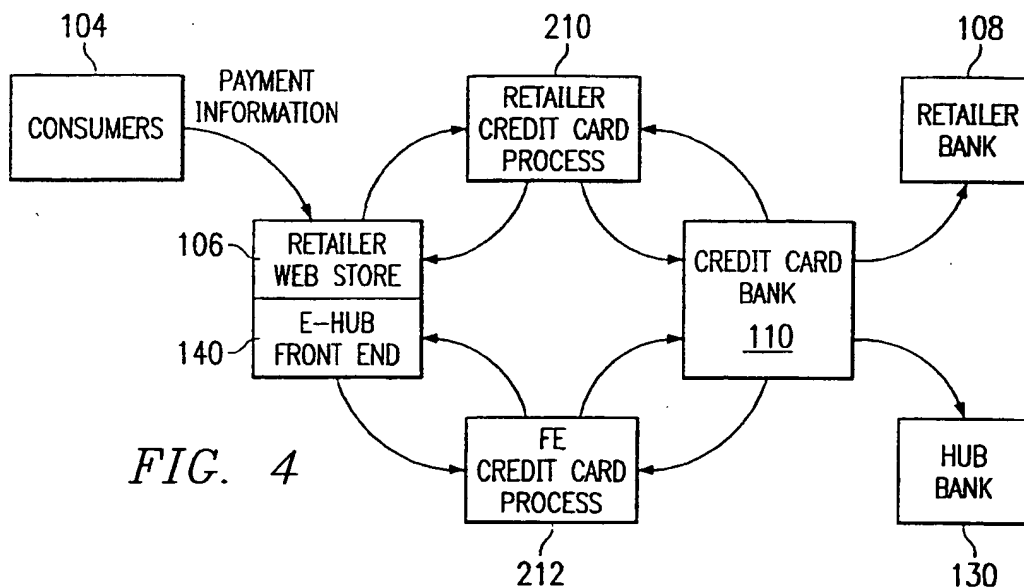 104
210
108
CONSUMERS
PAYMENT
INFORMATION
RETAILER
CREDIT CARD
PROCESS
RETAILER
BANK
106
RETAILER
WEB STORE
140
E-HUB
FRONT END
CREDIT CARD
BANK
110
FIG. 4
FE
CREDIT CARD
PROCESS
HUB
BANK
212
130